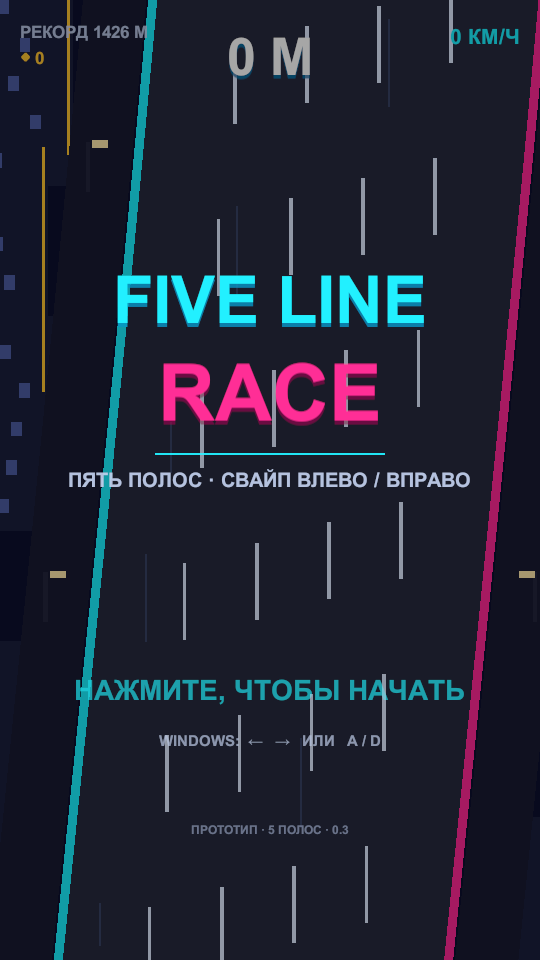 РЕКОРД 1426 М
0
0 М
0 КМ/Ч
FIVE LINE
RACE
ПЯТЬ ПОЛОС · СВАЙП ВЛЕВО / ВПРАВО
НАЖМИТЕ, ЧТОБЫ НАЧАТЬ
WINDOWS: ← → ИЛИ A / D
ПРОТОТИП · 5 ПОЛОС · 0.3